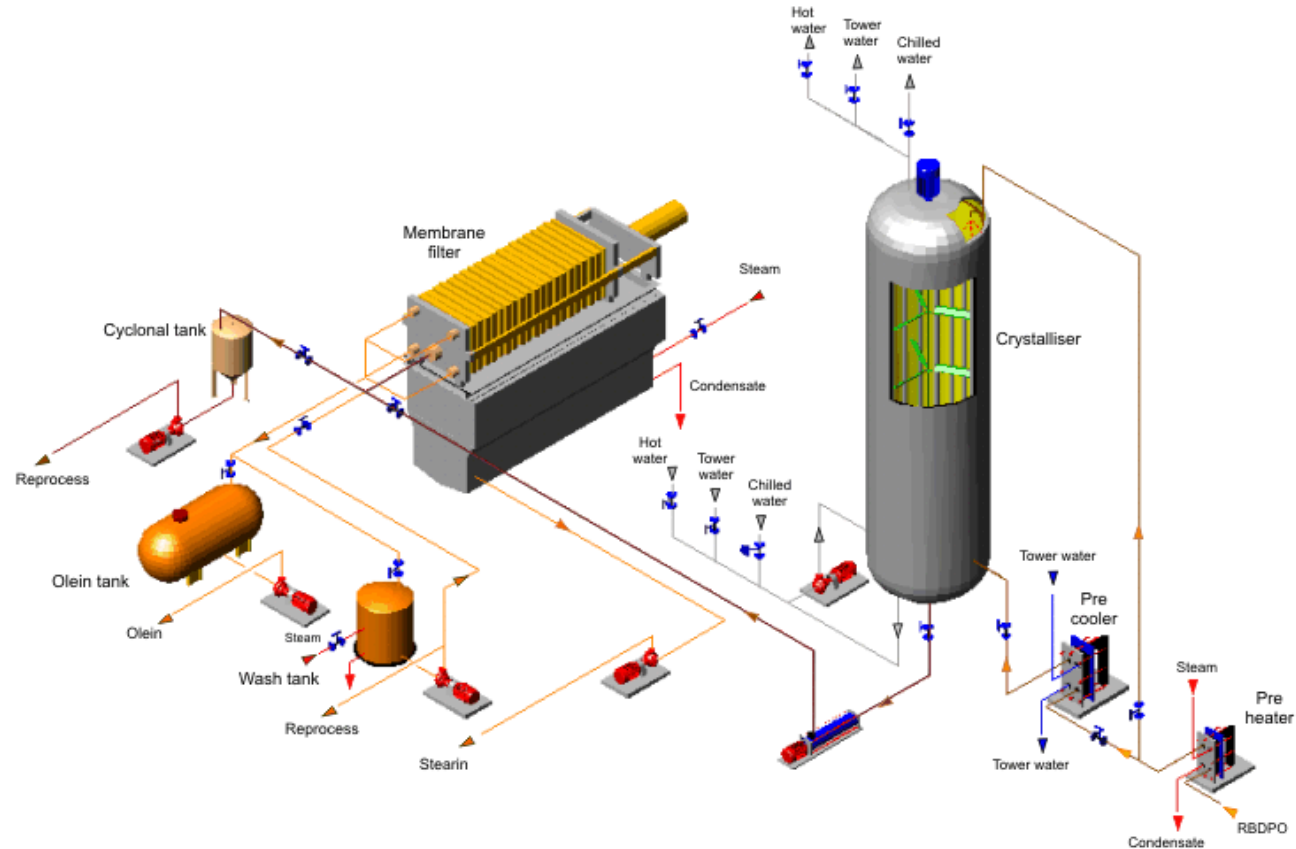 Hot
water
Tower
water
Chilled
water
Membrane
filter
Steam
Cyclonal tank
Crystalliser
Condensate
Hot
water
Tower
water
Chilled
water
Reprocess
Olein tank
Tower water
Pre
cooler
Olein
Steam
Wash tank
Steam
Pre
heater
Reprocess
Stearin
Tower water
RBDPO
Condensate